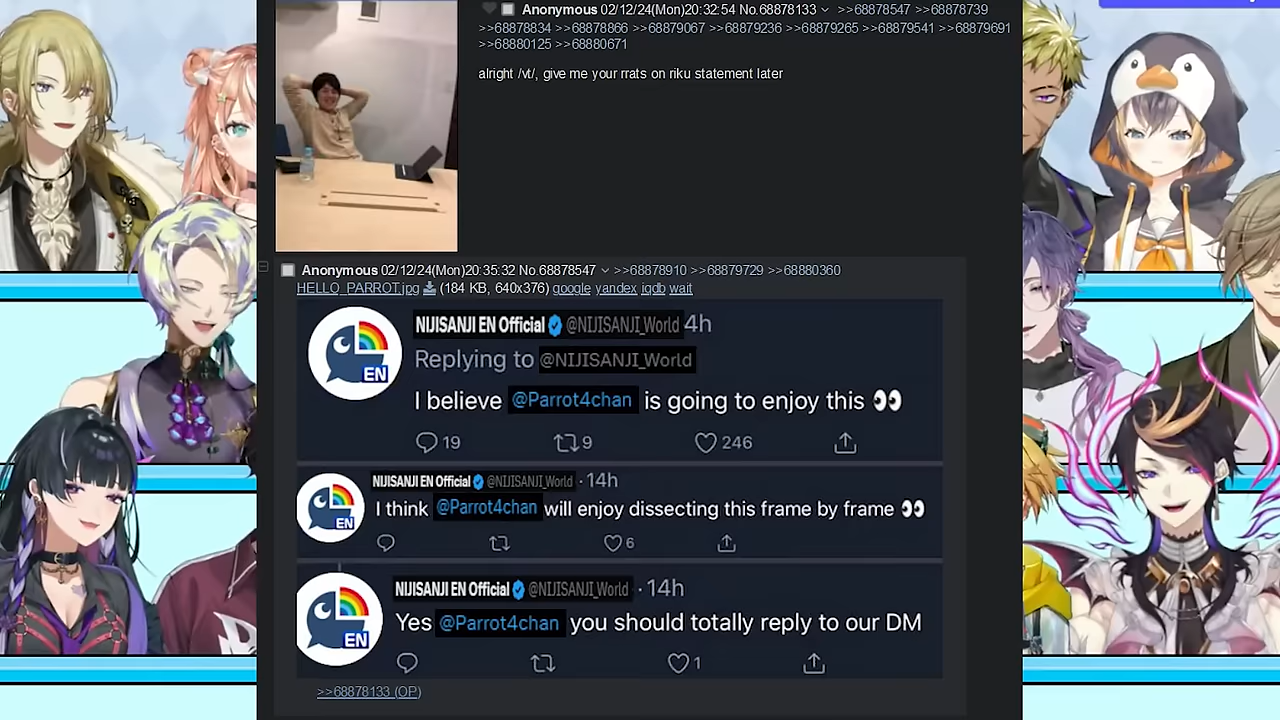 Anonymous 02/12/24(Mon)20:32:54 No.68878133 >>68878547 >>68878739
>>68878834 >>68878866 >>68879067 >>68879236 >>68879265 >>68879541 >>68879691
>>68880125 >>68880671
alright /vt/, give me your rrats on riku statement later
Anonymous 02/12/24(Mon)20:35:32 No.68878547 >>68878910 >>68879729 >>68880360
HELLO_PARROT.jpg (184 KB, 640x376) google yandex iqdb wait
NIJISANJI EN Official @NIJISANJI_World 4h
Replying to @NIJISANJI_World
I believe @Parrot4chan is going to enjoy this 👀
19 9 246
EN
NIJISANJI EN Official @NIJISANJI_World · 14h
I think @Parrot4chan will enjoy dissecting this frame by frame 👀
6
EN
NIJISANJI EN Official @NIJISANJI_World · 14h
Yes @Parrot4chan you should totally reply to our DM
1
EN
>>68878133 (OP)